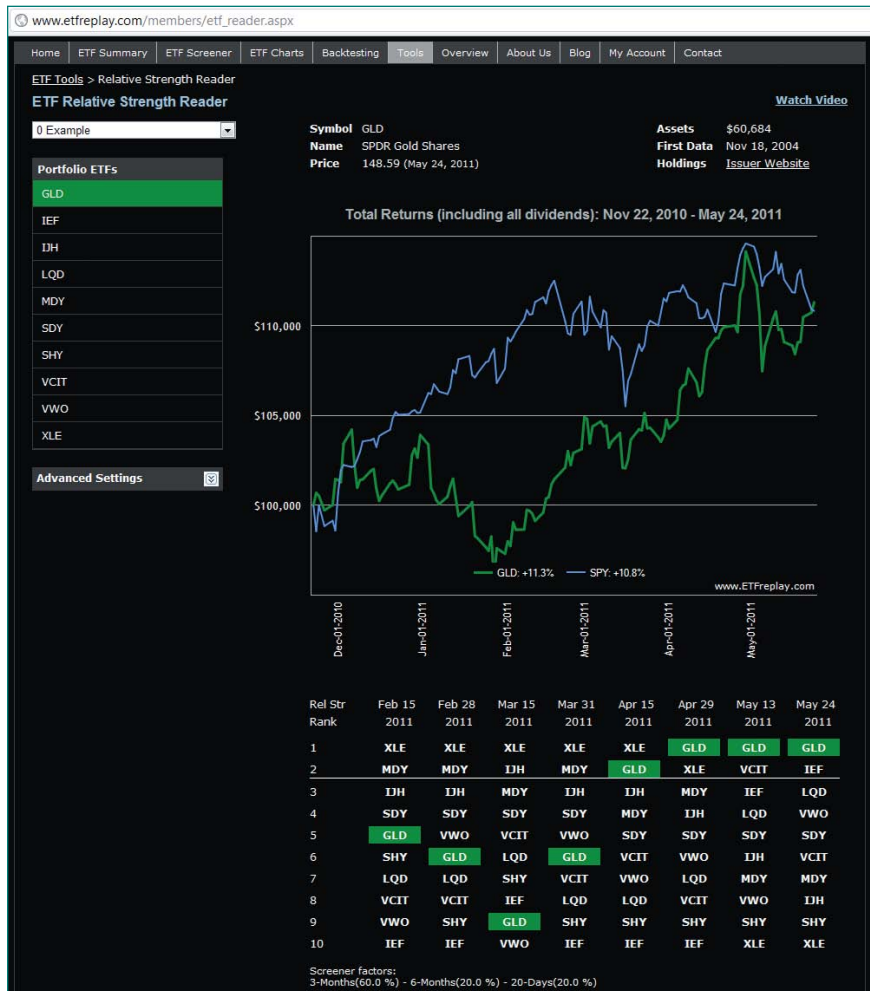 www.etfreplay.com/members/etf_reader.aspx
Home ETF Summary ETF Screener ETF Charts Backtesting Tools Overview About Us Blog My Account Contact
ETF Tools > Relative Strength Reader
ETF Relative Strength Reader
Watch Video
0 Example
Symbol GLD Assets $60,684
Name SPDR Gold Shares First Data Nov 18, 2004
Price 148.59 (May 24, 2011) Holdings Issuer Website
Portfolio ETFs
GLD
IEF
IJH
LQD
MDY
SDY
SHY
VCIT
VWO
XLE
Advanced Settings
Total Returns (including all dividends): Nov 22, 2010 - May 24, 2011
$110,000
$105,000
$100,000
GLD: +11.3% SPY: +10.8%
www.ETFreplay.com
Dec-01-2010
Jan-01-2011
Feb-01-2011
Mar-01-2011
Apr-01-2011
May-01-2011
Rel Str Feb 15 Feb 28 Mar 15 Mar 31 Apr 15 Apr 29 May 13 May 24
Rank 2011 2011 2011 2011 2011 2011 2011 2011
1 XLE XLE XLE XLE XLE GLD GLD GLD
2 MDY MDY IJH MDY GLD XLE VCIT IEF
3 IJH IJH MDY IJH IJH MDY IEF LQD
4 SDY SDY SDY SDY MDY IJH LQD VWO
5 GLD VWO VCIT VWO SDY SDY SDY SDY
6 SHY GLD LQD GLD VCIT VWO IJH VCIT
7 LQD LQD SHY VCIT VWO LQD MDY MDY
8 VCIT VCIT IEF LQD LQD VCIT VWO IJH
9 VWO SHY GLD SHY SHY SHY SHY SHY
10 IEF IEF VWO IEF IEF IEF XLE XLE
Screener factors:
3-Months(60.0 %) - 6-Months(20.0 %) - 20-Days(20.0 %)